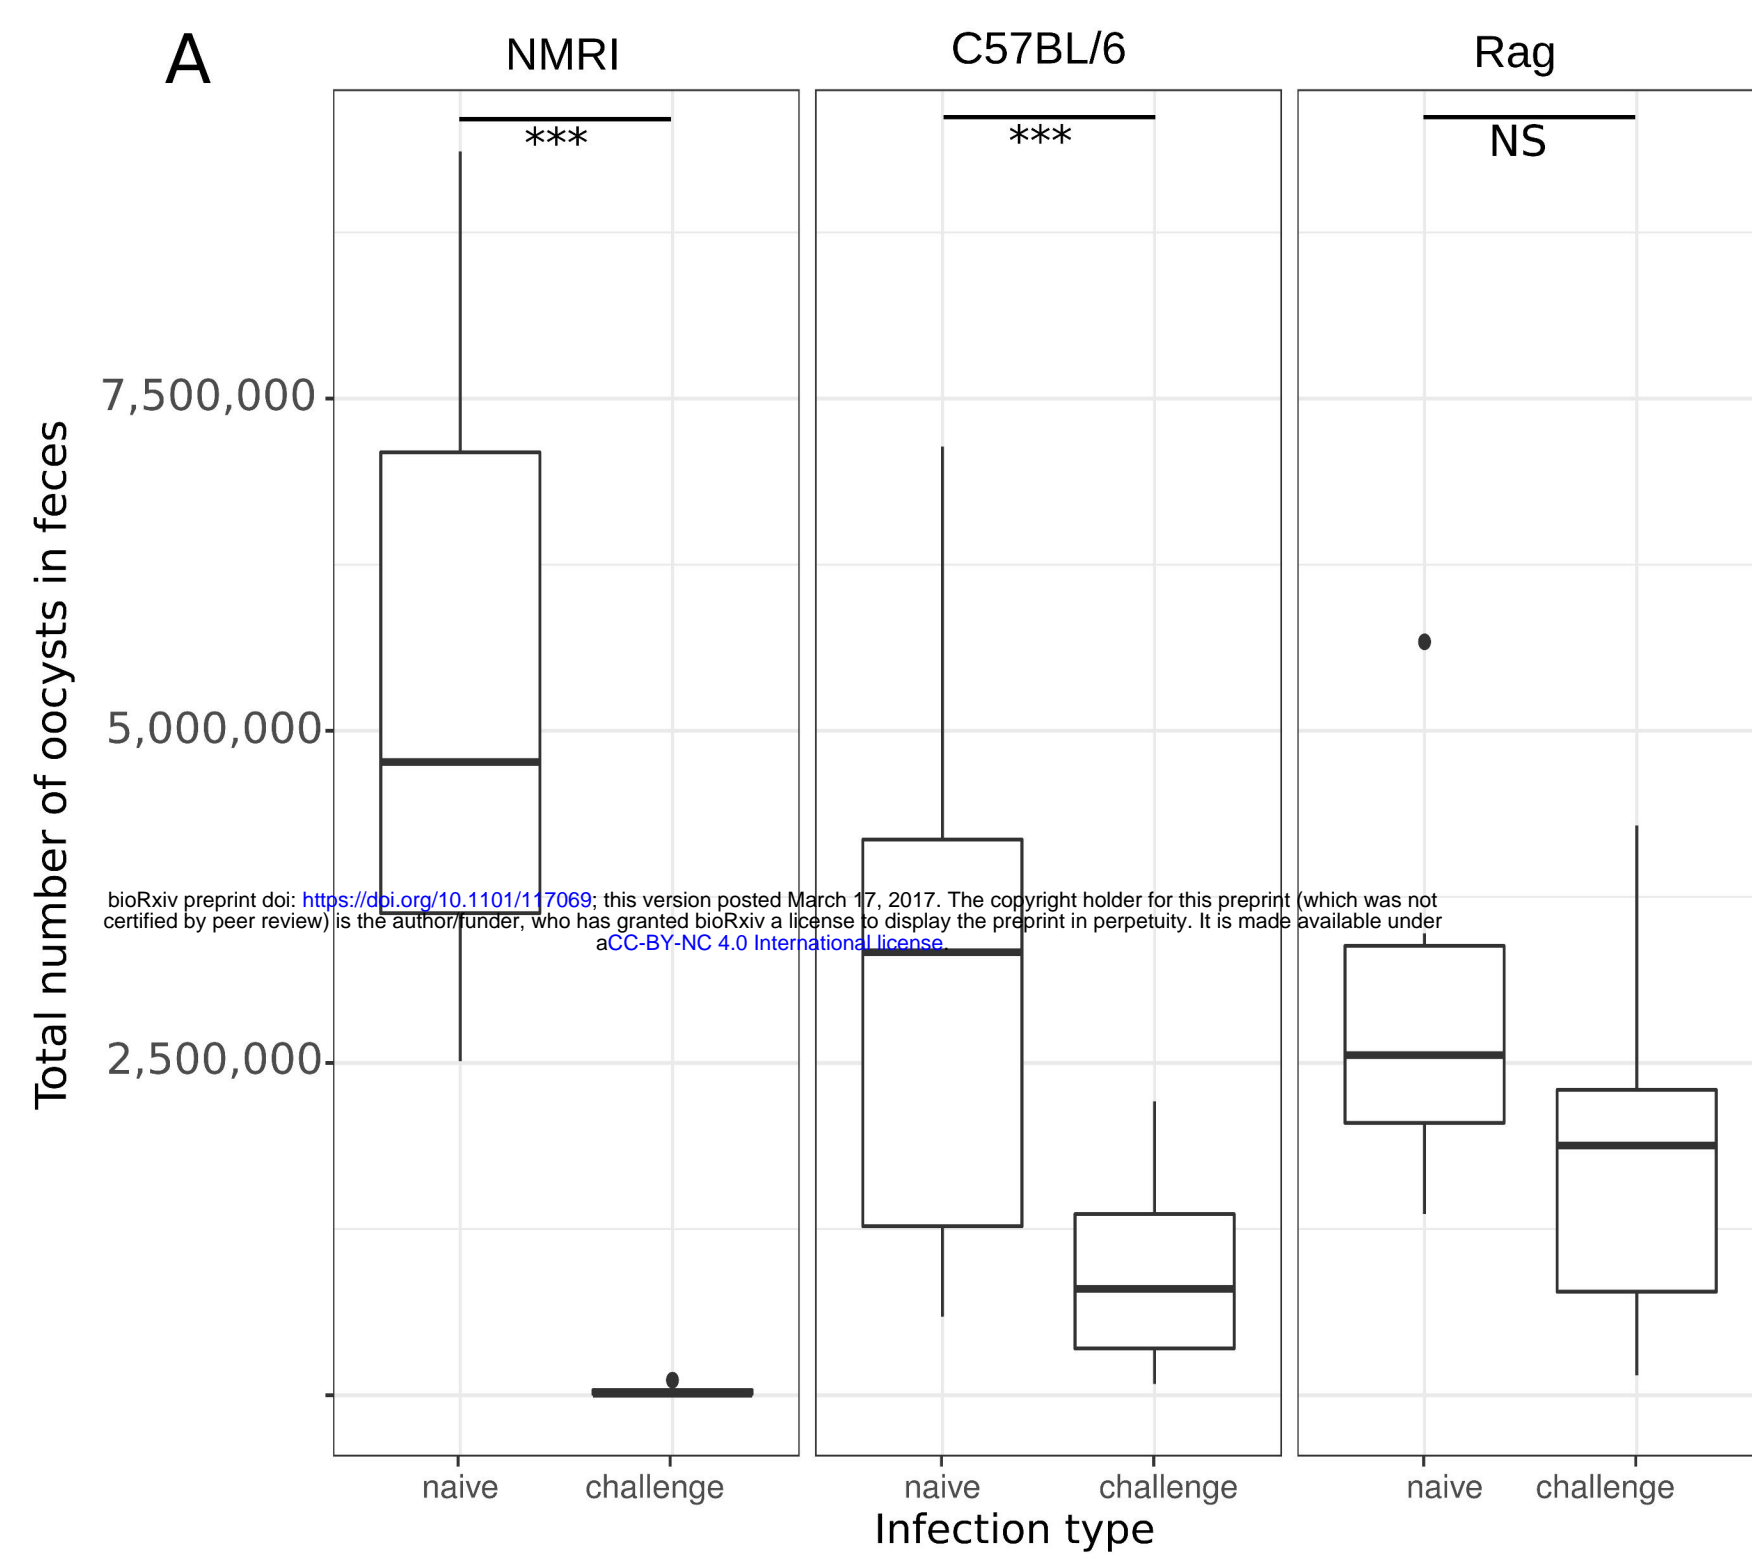 A
NMRI
C57BL/6
Rag
***
***
NS
7,500,000
5,000,000
2,500,000
Total number of oocysts in feces
bioRxiv preprint doi: https://doi.org/10.1101/117069; this version posted March 17, 2017. The copyright holder for this preprint (which was not
certified by peer review) is the author/funder, who has granted bioRxiv a license to display the preprint in perpetuity. It is made available under
aCC-BY-NC 4.0 International license.
naive challenge
naive challenge
naive challenge
Infection type